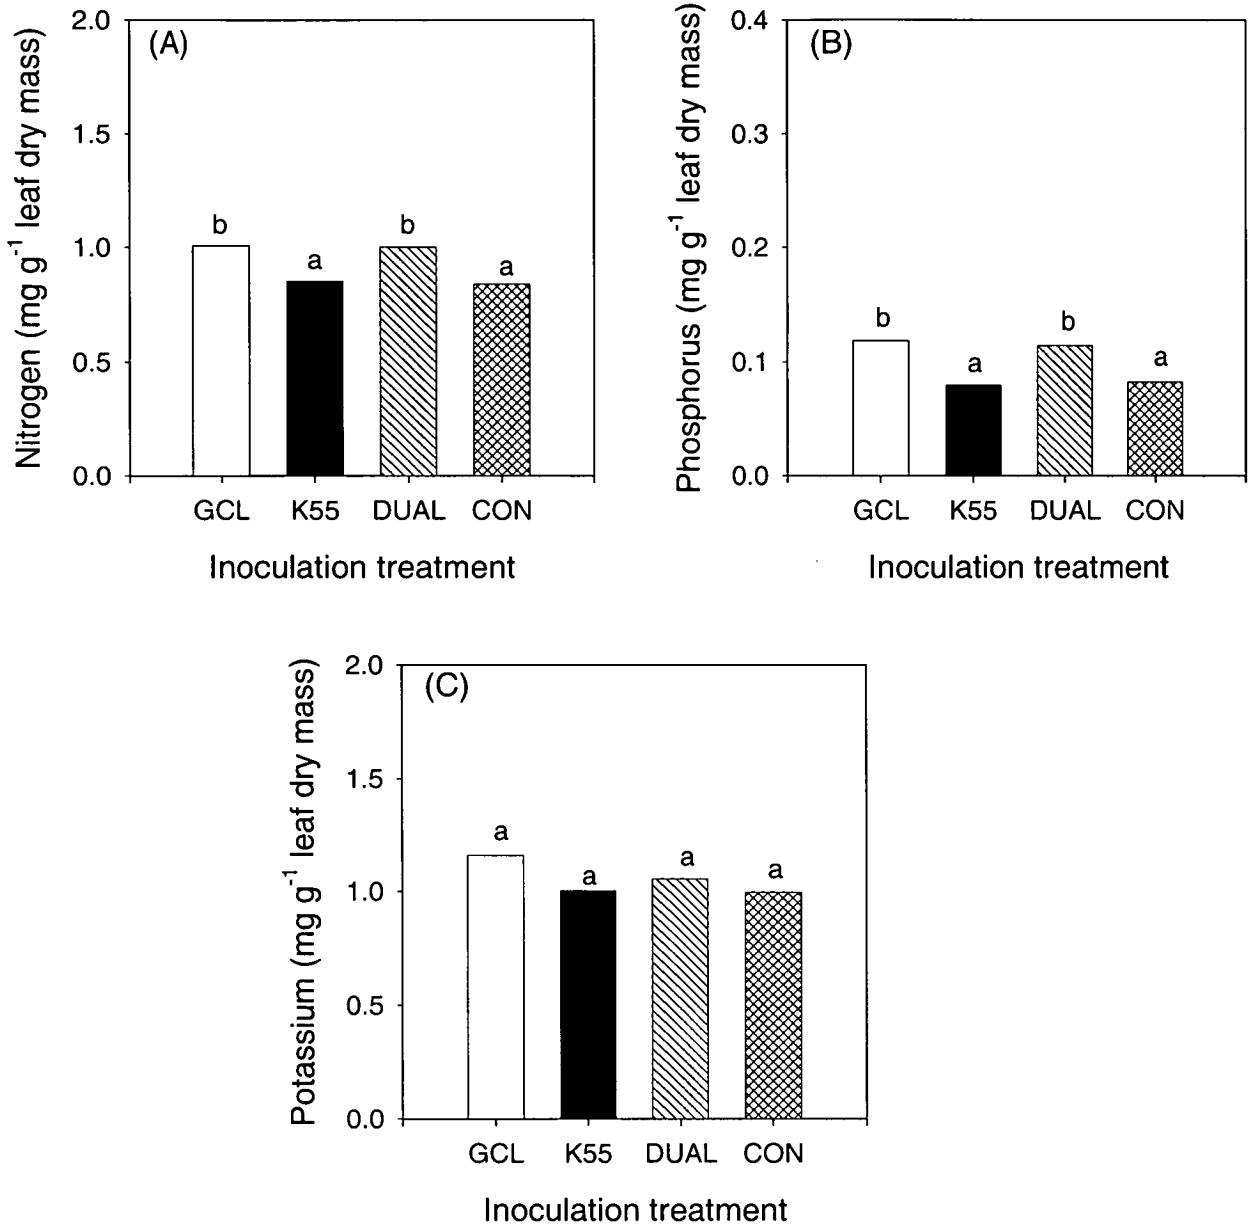 (A)
Nitrogen (mg g⁻¹ leaf dry mass)
2.0
1.5
1.0
0.5
0.0
b
a
b
a
GCL K55 DUAL CON
Inoculation treatment
(B)
Phosphorus (mg g⁻¹ leaf dry mass)
0.4
0.3
0.2
0.1
0.0
b
a
b
a
GCL K55 DUAL CON
Inoculation treatment
(C)
Potassium (mg g⁻¹ leaf dry mass)
2.0
1.5
1.0
0.5
0.0
a
a
a
a
GCL K55 DUAL CON
Inoculation treatment